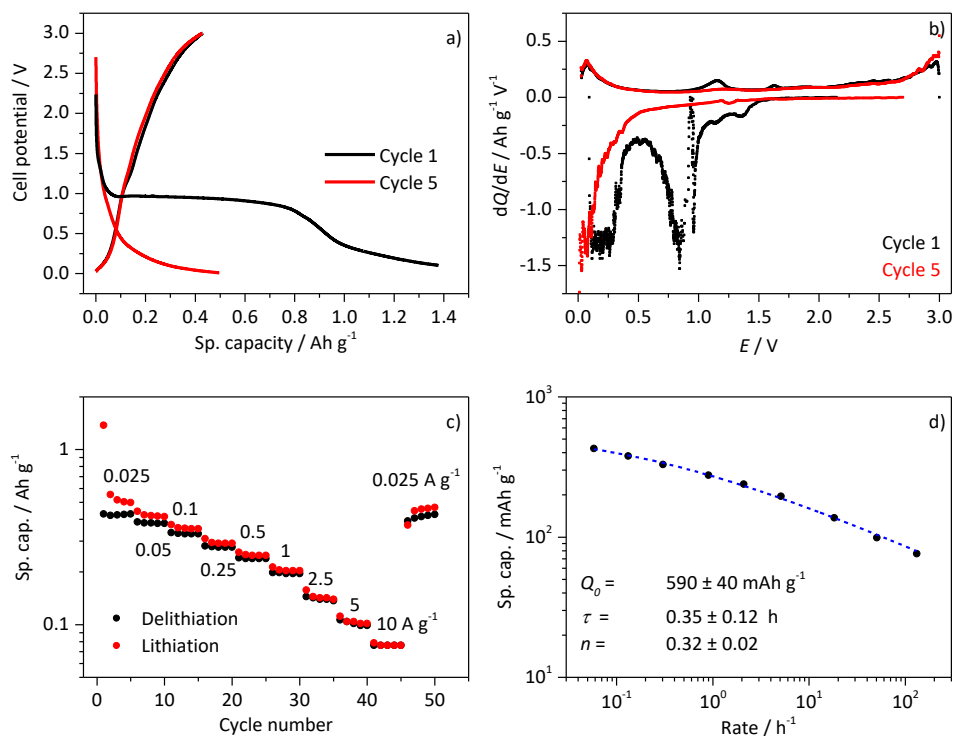 a)
Cell potential / V
3.0
2.5
2.0
1.5
1.0
0.5
0.0
Cycle 1
Cycle 5
0.0 0.2 0.4 0.6 0.8 1.0 1.2 1.4
Sp. capacity / Ah g⁻¹
b)
dQ/dE / Ah g⁻¹ V⁻¹
0.5
0.0
-0.5
-1.0
-1.5
Cycle 1
Cycle 5
0.0 0.5 1.0 1.5 2.0 2.5 3.0
E / V
c)
Sp. cap. / Ah g⁻¹
1
0.1
0.025
0.025 A g⁻¹
0.1
0.05
0.5
0.25
1
2.5
5
10 A g⁻¹
Delithiation
Lithiation
0 10 20 30 40 50
Cycle number
d)
Sp. cap. / mAh g⁻¹
10³
10²
10¹
Q₀ = 590 ± 40 mAh g⁻¹
τ = 0.35 ± 0.12 h
n = 0.32 ± 0.02
10⁻¹ 10⁰ 10¹ 10²
Rate / h⁻¹